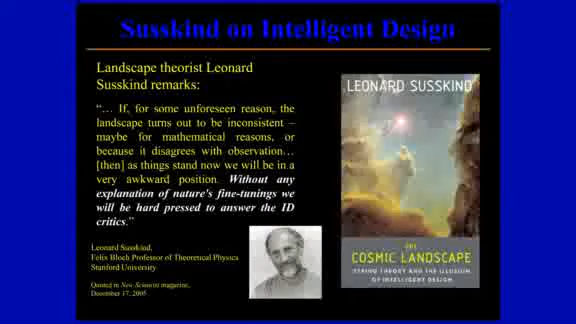 Susskind on Intelligent Design
Landscape theorist Leonard
Susskind remarks:
“… If, for some unforeseen reason, the
landscape turns out to be inconsistent –
maybe for mathematical reasons, or
because it disagrees with observation…
[then] as things stand now we will be in a
very awkward position. Without any
explanation of nature's fine-tunings we
will be hard pressed to answer the ID
critics.”
Leonard Susskind,
Felix Bloch Professor of Theoretical Physics
Stanford University
Quoted in New Scientist magazine,
December 17, 2005
LEONARD SUSSKIND
THE
COSMIC LANDSCAPE
STRING THEORY AND THE ILLUSION
OF INTELLIGENT DESIGN